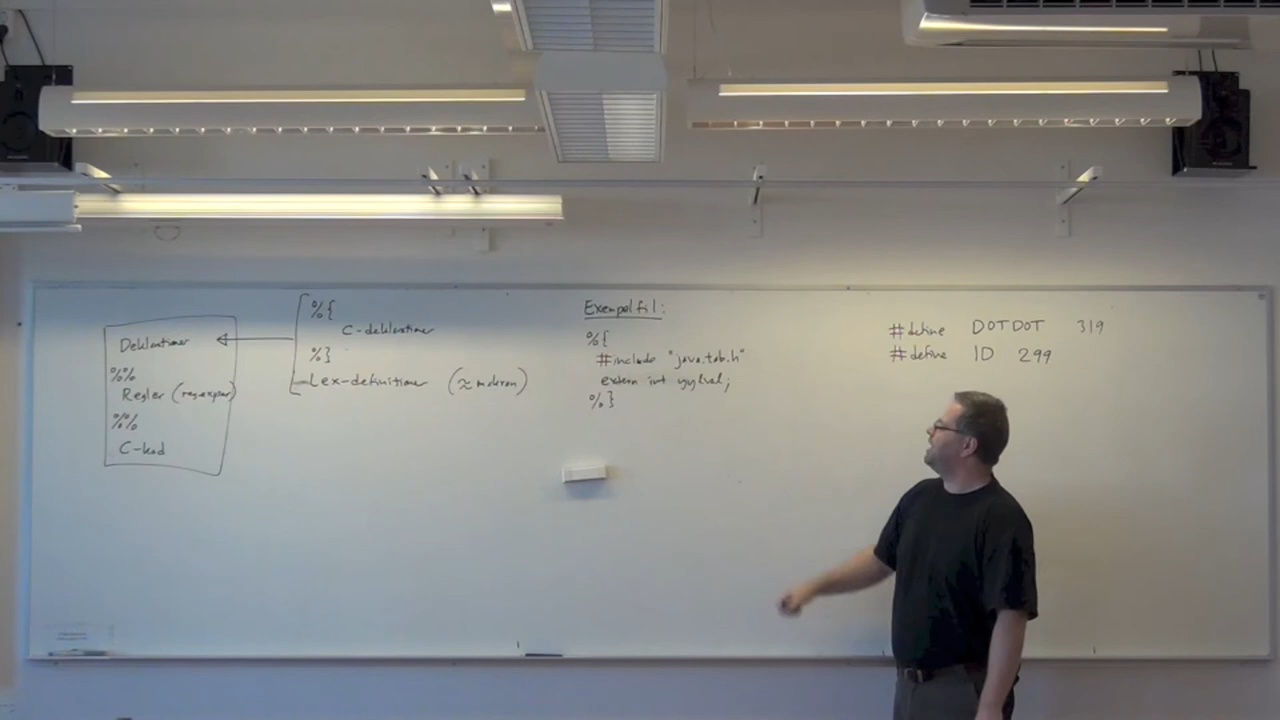 Deklarationer
%%
Regler (regexpar)
%%
C-kod
%{
C-deklarationer
%}
Lex-definitioner (≈ makron)
Exempelfil:
%{
#include "java.tab.h"
extern int yylval;
%}
#define DOTDOT 319
#define ID 299